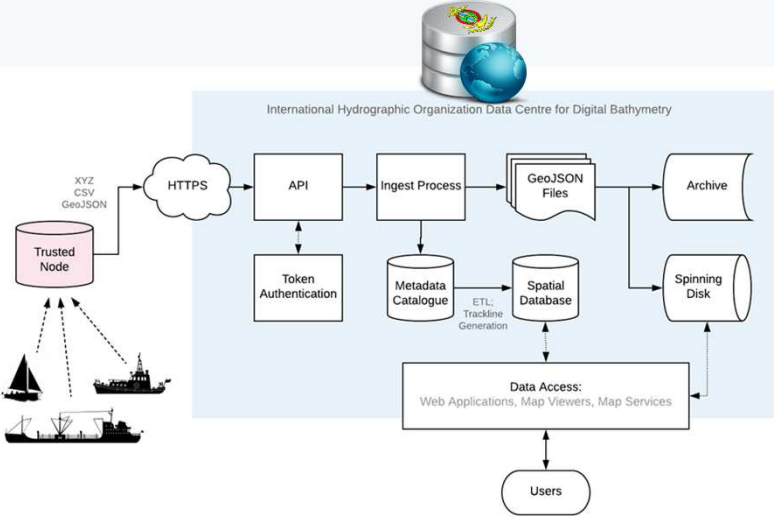 International Hydrographic Organization Data Centre for Digital Bathymetry
XYZ
CSV
GeoJSON
HTTPS
API
Ingest Process
GeoJSON
Files
Archive
Trusted
Node
Token
Authentication
Metadata
Catalogue
ETL;
Trackline
Generation
Spatial
Database
Spinning
Disk
Data Access:
Web Applications, Map Viewers, Map Services
Users